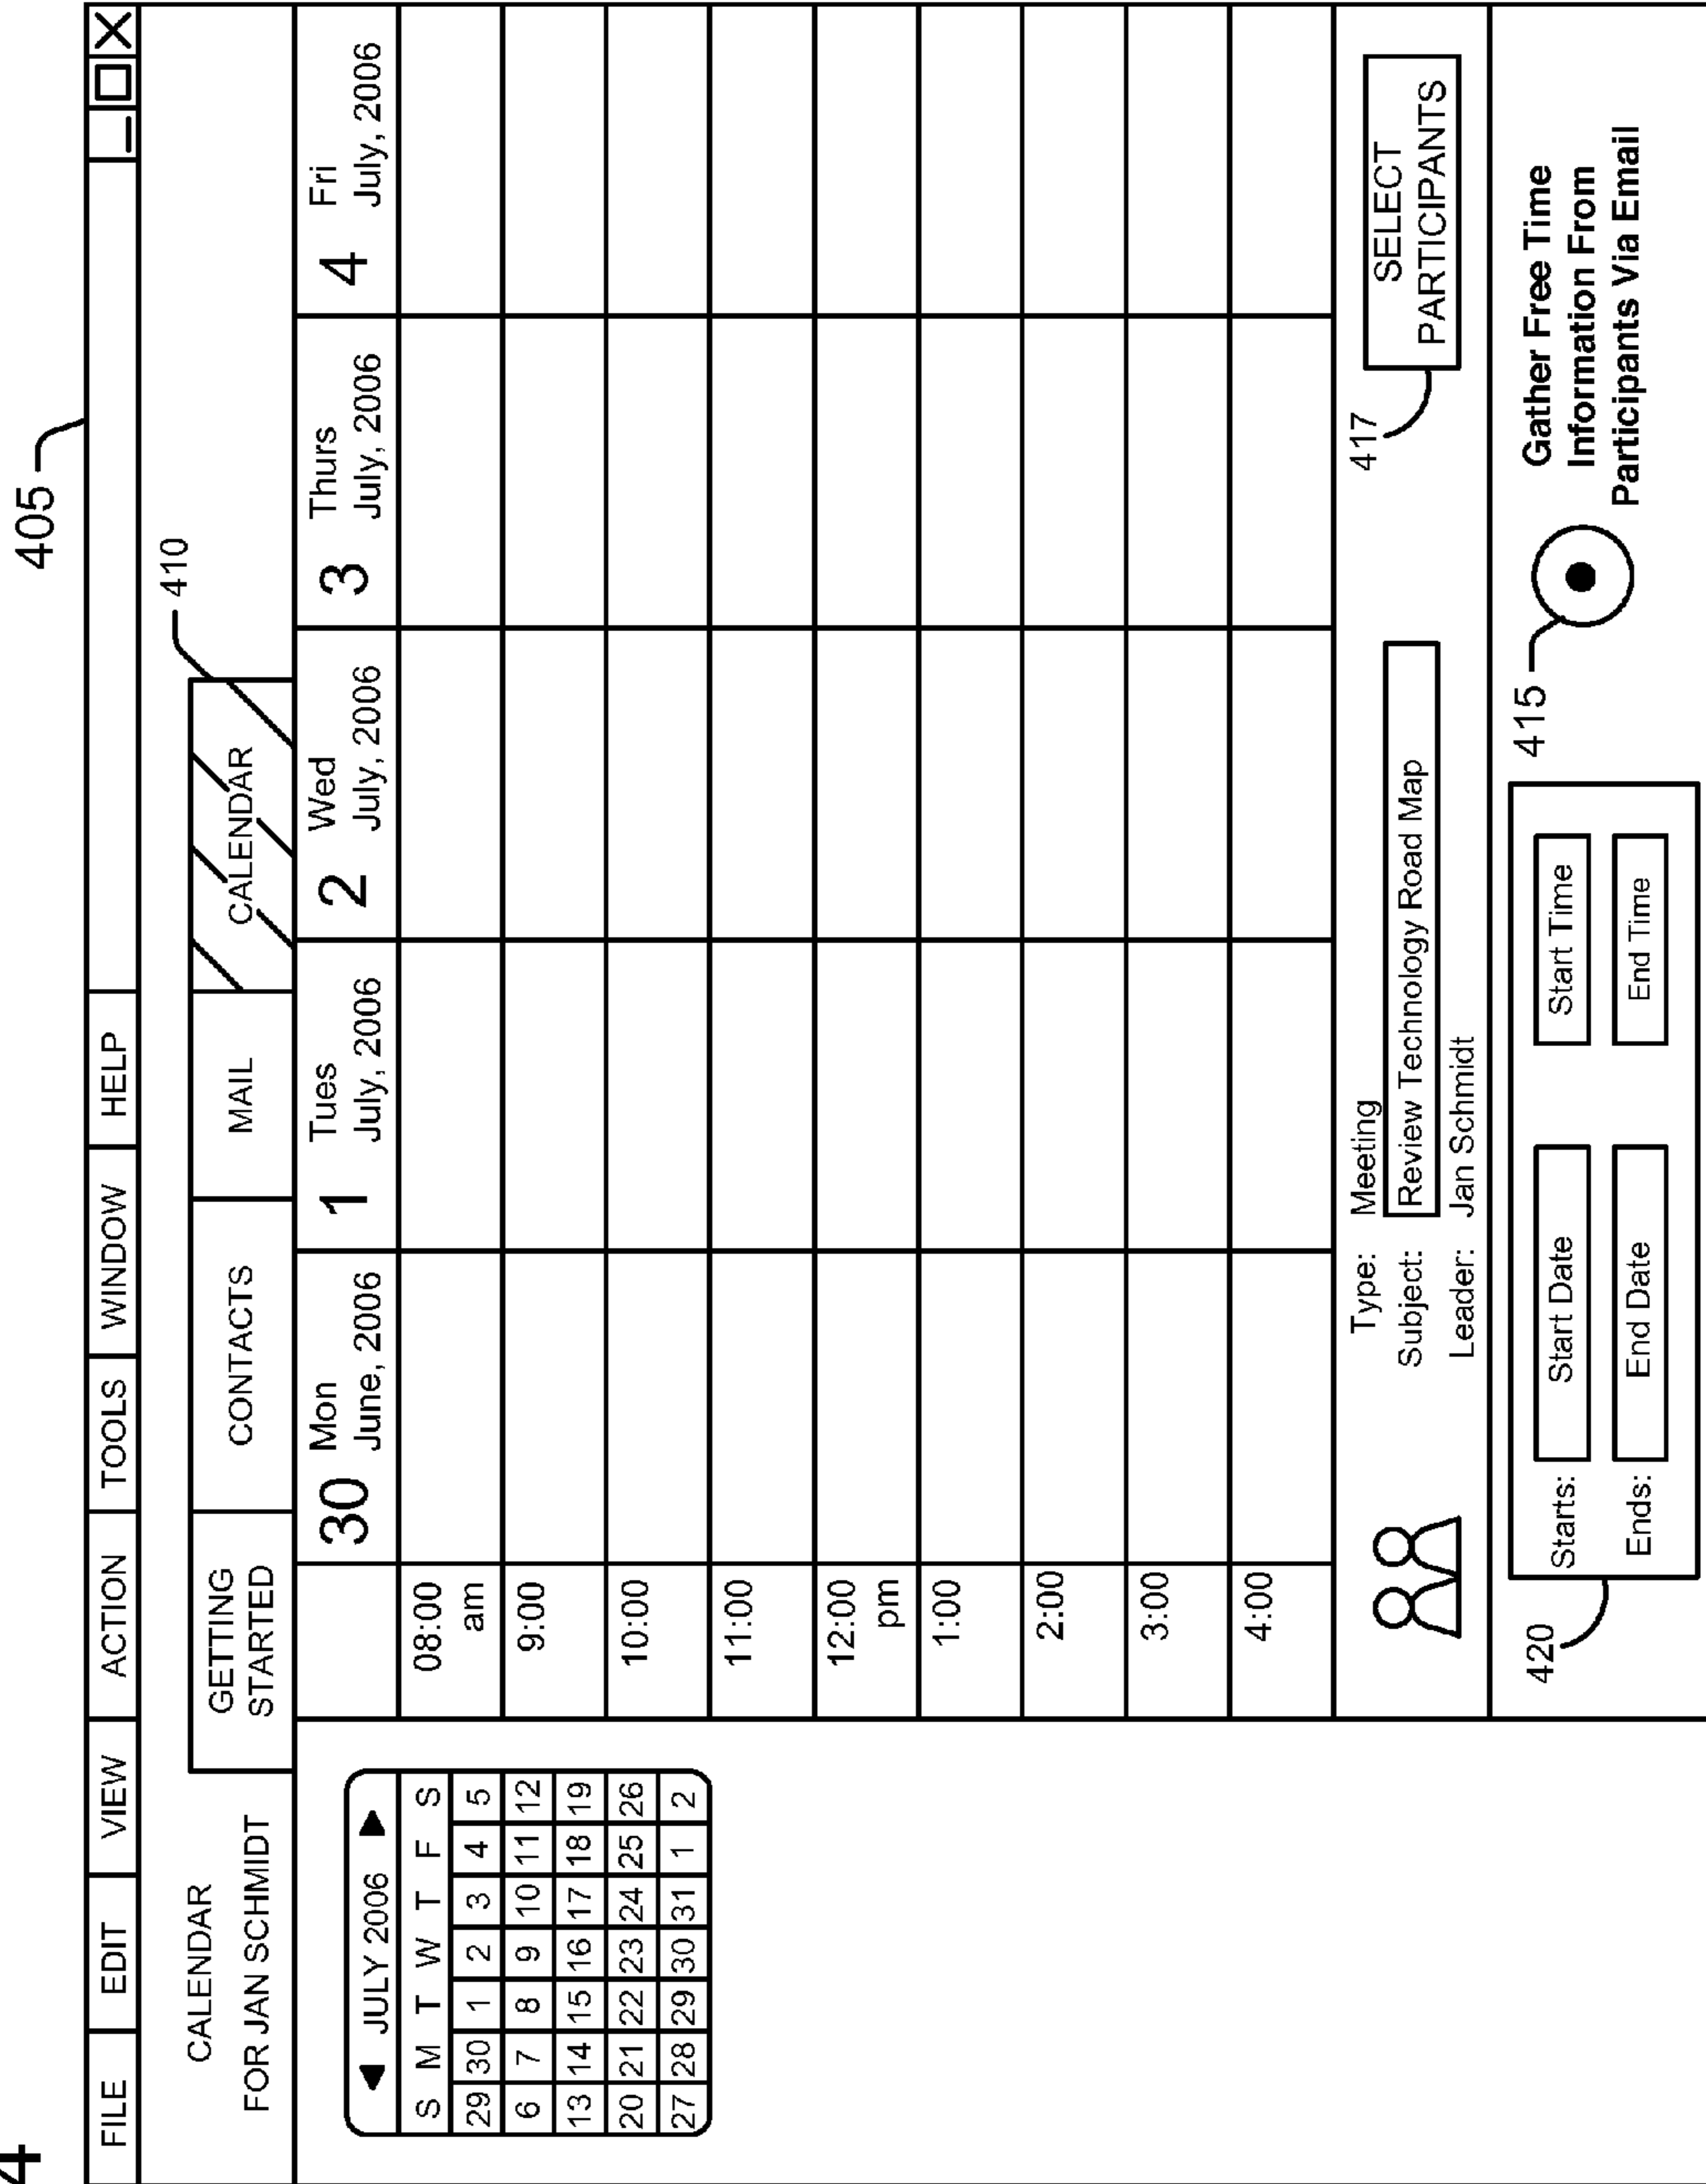 4
405
FILE EDIT VIEW ACTION TOOLS WINDOW HELP
CALENDAR
FOR JAN SCHMIDT
GETTING
STARTED
CONTACTS
MAIL
CALENDAR
410
JULY 2006
S M T W T F S
29 30 1 2 3 4 5
6 7 8 9 10 11 12
13 14 15 16 17 18 19
20 21 22 23 24 25 26
27 28 29 30 31 1 2
30 Mon
June, 2006
1 Tues
July, 2006
2 Wed
July, 2006
3 Thurs
July, 2006
4 Fri
July, 2006
08:00
am
9:00
10:00
11:00
12:00
pm
1:00
2:00
3:00
4:00
Type: Meeting
Subject: Review Technology Road Map
Leader: Jan Schmidt
417
SELECT
PARTICIPANTS
420
Starts: Start Date Start Time
Ends: End Date End Time
415
Gather Free Time
Information From
Participants Via Email